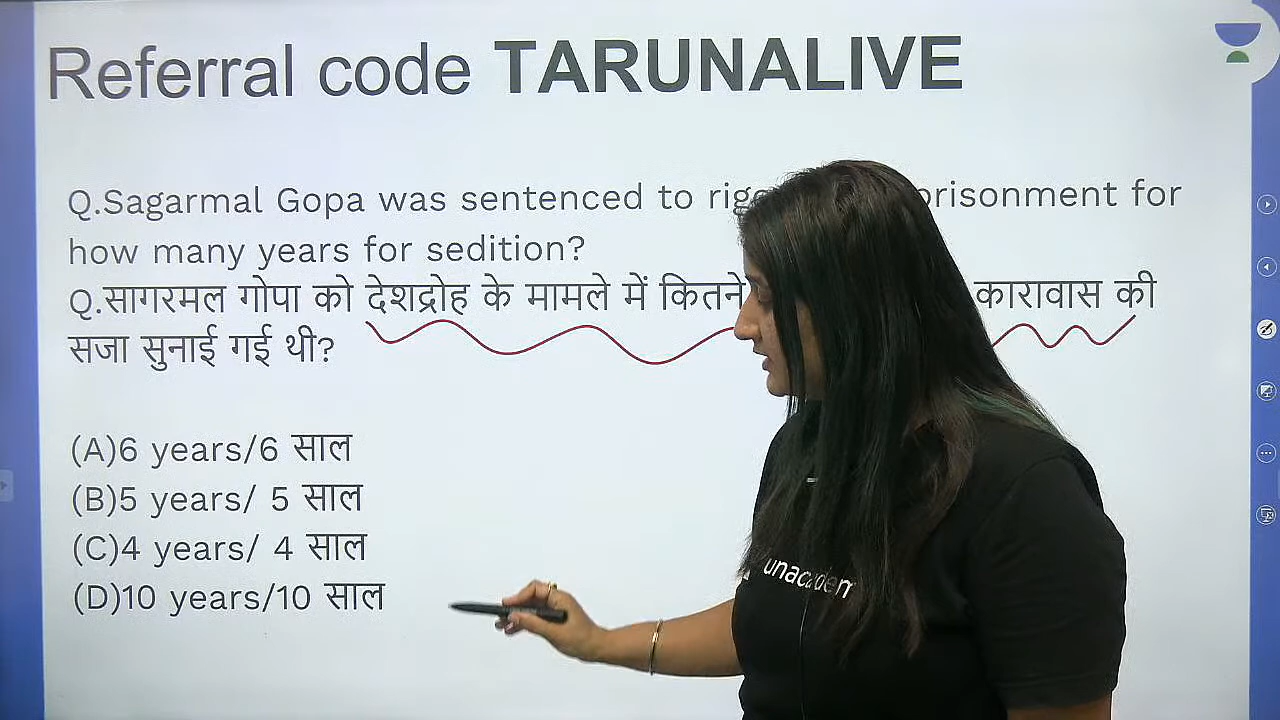 Referral code TARUNALIVE
Q.Sagarmal Gopa was sentenced to for
how many years for sedition?
Q.सागरमल गोपा को देशद्रोह के मामले में कितने कारावास की
सजा सुनाई गई थी?
(A)6 years/6 साल
(B)5 years/ 5 साल
(C)4 years/ 4 साल
(D)10 years/10 साल